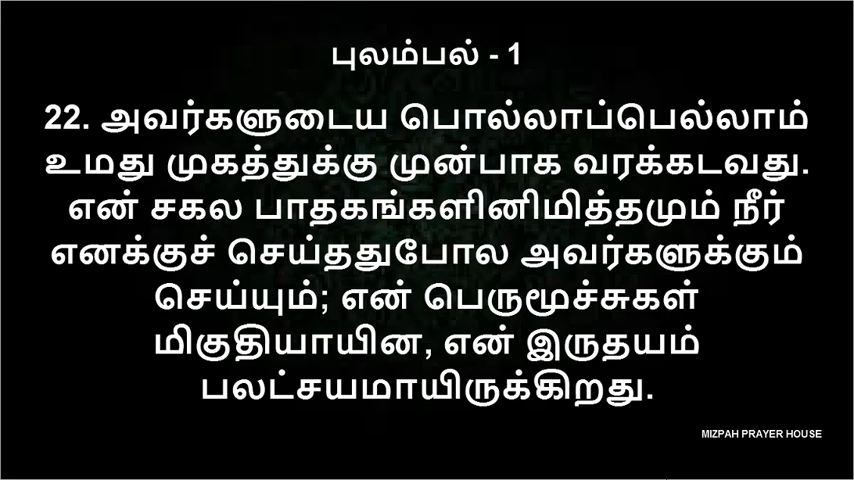 புலம்பல் - 1
22. அவர்களுடைய பொல்லாப்பெல்லாம்
உமது முகத்துக்கு முன்பாக வரக்கடவது.
என் சகல பாதகங்களினிமித்தமும் நீர்
எனக்குச் செய்ததுபோல அவர்களுக்கும்
செய்யும்; என் பெருமூச்சுகள்
மிகுதியாயின, என் இருதயம்
பலட்சயமாயிருக்கிறது.
MIZPAH PRAYER HOUSE